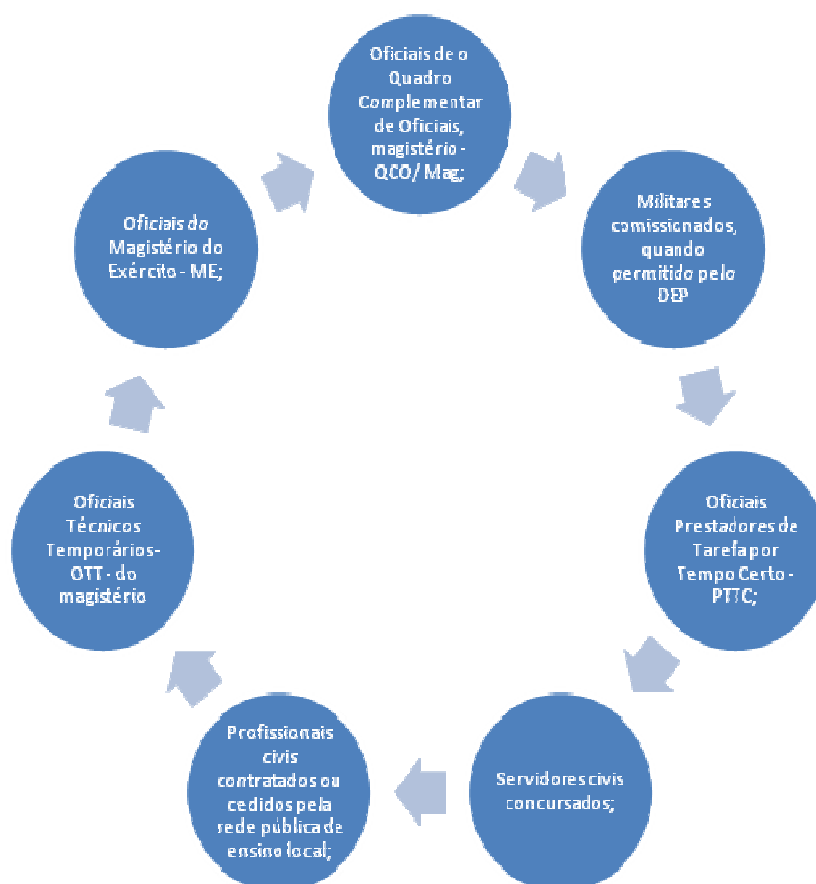 Oficiais de o
Quadro
Complementar
de Oficiais,
magistério -
QCO/ Mag;
Militares
comissionados,
quando
permitido pelo
DEP
Oficiais
Prestadores de
Tarefa por
Tempo Certo -
PTTC;
Servidores civis
concursados;
Profissionais
civis
contratados ou
cedidos pela
rede pública de
ensino local;
Oficiais
Técnicos
Temporários-
OTT - do
magistério
Oficiais do
Magistério do
Exército - ME;